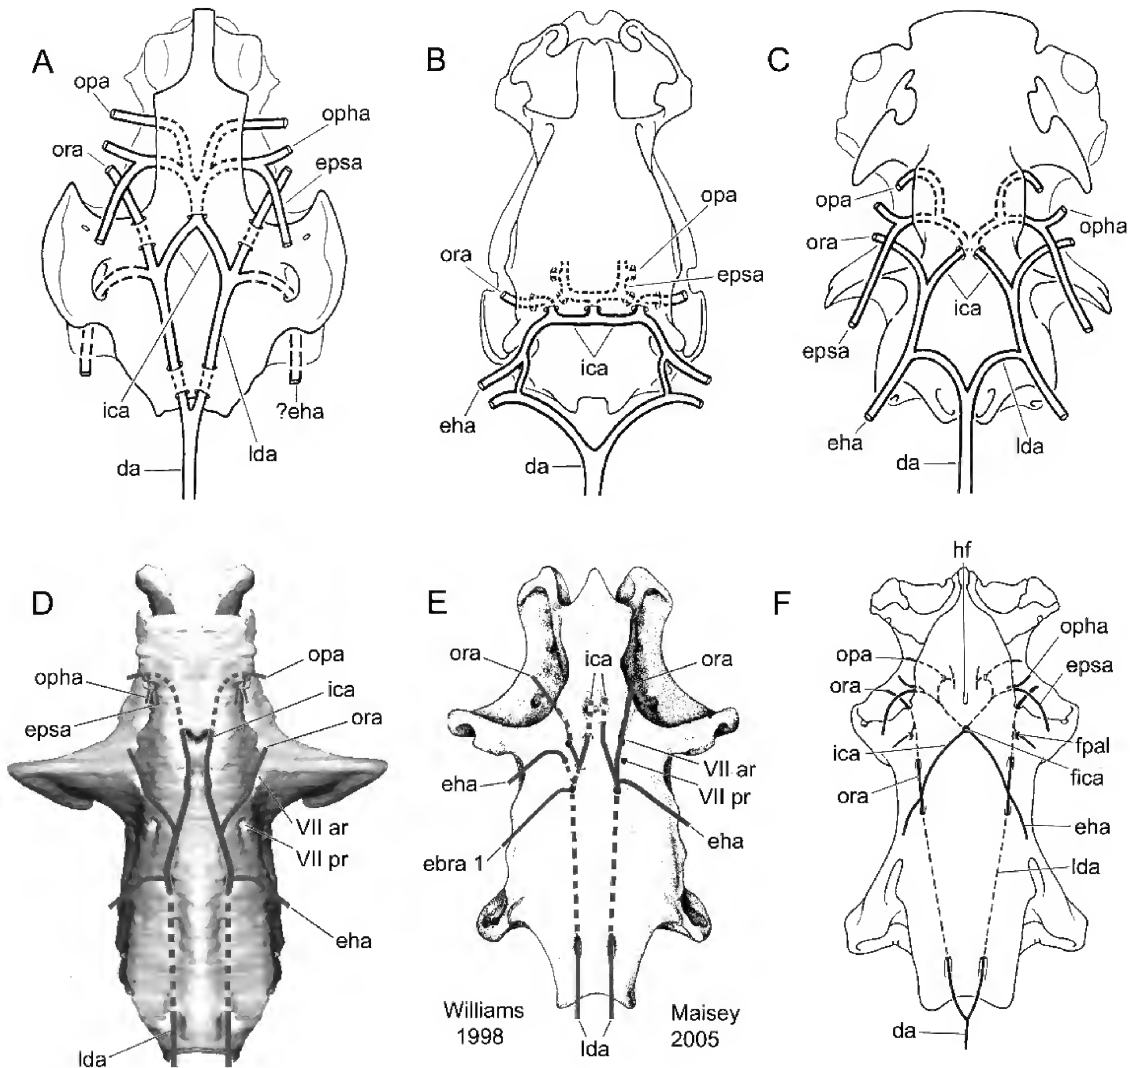 A
opa
ora
opha
epsa
ica
?eha
lda
da
B
opa
ora
epsa
ica
eha
da
C
opa
ora
opha
ica
epsa
eha
lda
da
D
opha
epsa
opa
ica
ora
VII ar
VII pr
eha
lda
E
ora
ica
ora
eha
VII ar
VII pr
ebra 1
eha
Williams
1998
Maisey
2005
lda
F
hf
opha
opa
epsa
ora
ica
fpal
fica
ora
eha
lda
da